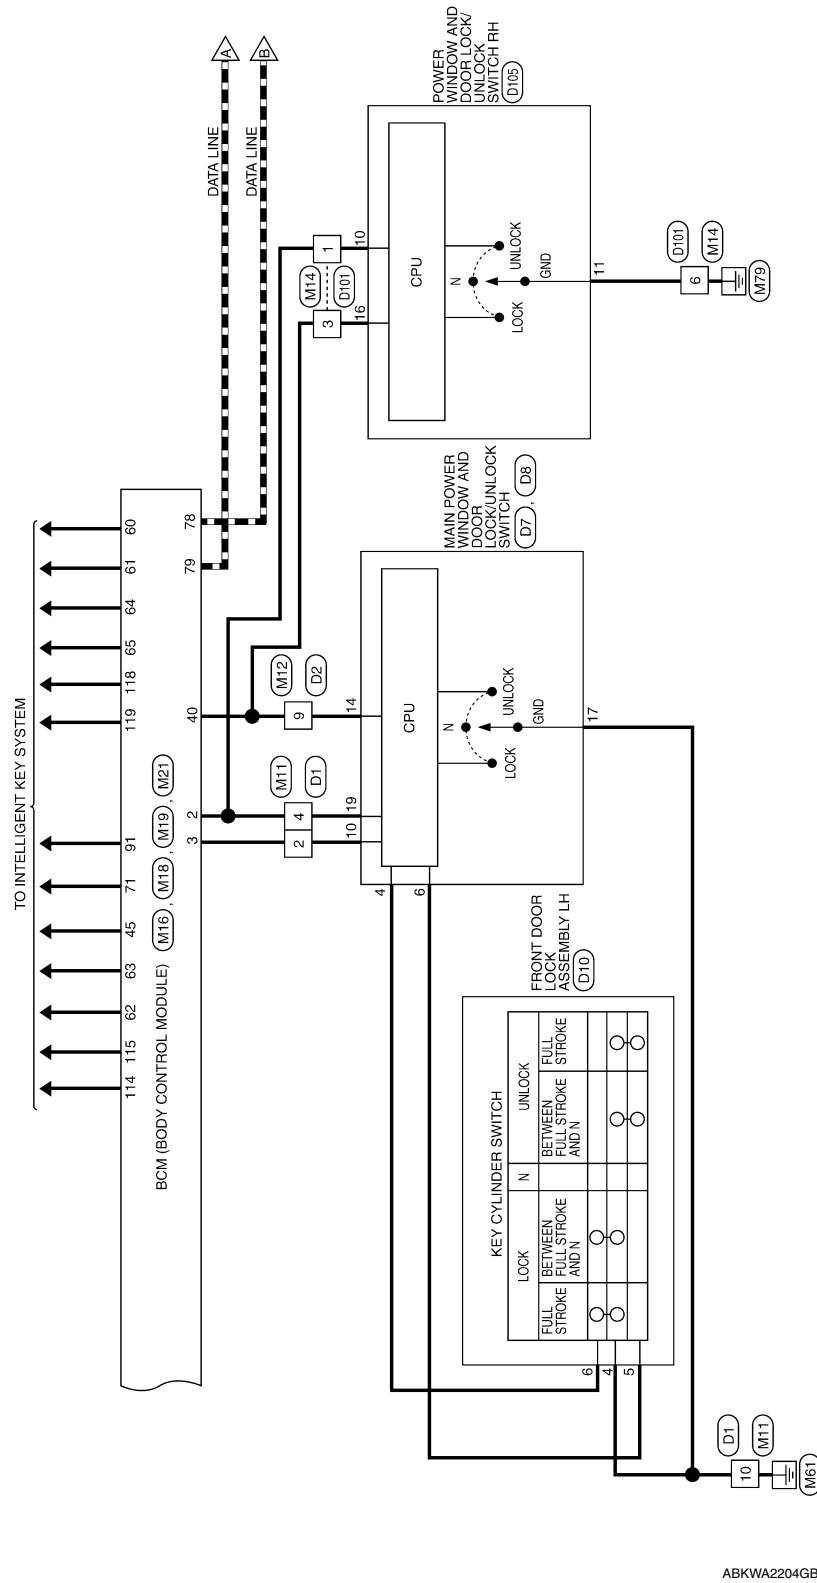 TO INTELLIGENT KEY SYSTEM
114
115
62
63
45
71
91
119
118
65
64
61
60
BCM (BODY CONTROL MODULE)
M16 , M18 , M19 , M21
3
2
40
79
78
DATA LINE
A
DATA LINE
B
2
4
M11
D1
9
M12
D2
3
1
M14
D101
10
19
14
16
10
MAIN POWER
WINDOW AND
DOOR
LOCK/UNLOCK
SWITCH
D7 , D8
CPU
LOCK
N
UNLOCK
GND
4
6
17
POWER
WINDOW AND
DOOR LOCK/
UNLOCK
SWITCH RH
D105
CPU
LOCK
N
UNLOCK
GND
11
6
D101
M14
M79
FRONT DOOR
LOCK
ASSEMBLY LH
D10
KEY CYLINDER SWITCH
LOCK
N
UNLOCK
FULL
STROKE
BETWEEN
FULL STROKE
AND N
BETWEEN
FULL STROKE
AND N
FULL
STROKE
6
4
5
10
D1
M11
M61
ABKWA2204GB